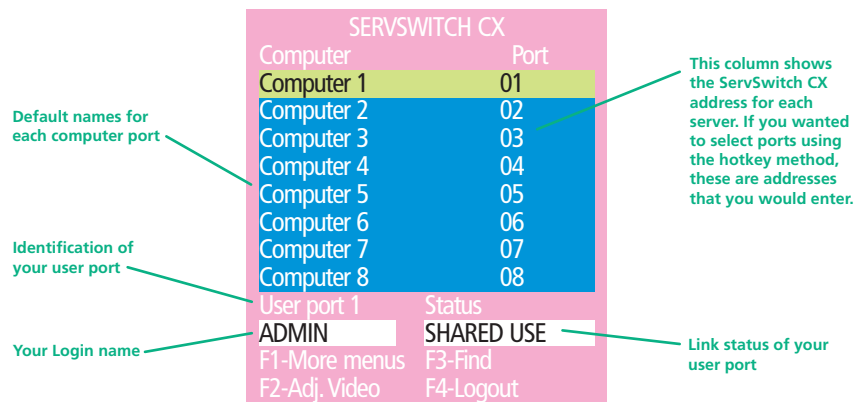 SERVSWITCH CX
Computer Port
Computer 1 01
Computer 2 02
Computer 3 03
Computer 4 04
Computer 5 05
Computer 6 06
Computer 7 07
Computer 8 08
User port 1 Status
ADMIN SHARED USE
F1-More menus F3-Find
F2-Adj. Video F4-Logout
Default names for
each computer port
Identification of
your user port
Your Login name
This column shows
the ServSwitch CX
address for each
server. If you wanted
to select ports using
the hotkey method,
these are addresses
that you would enter.
Link status of your
user port